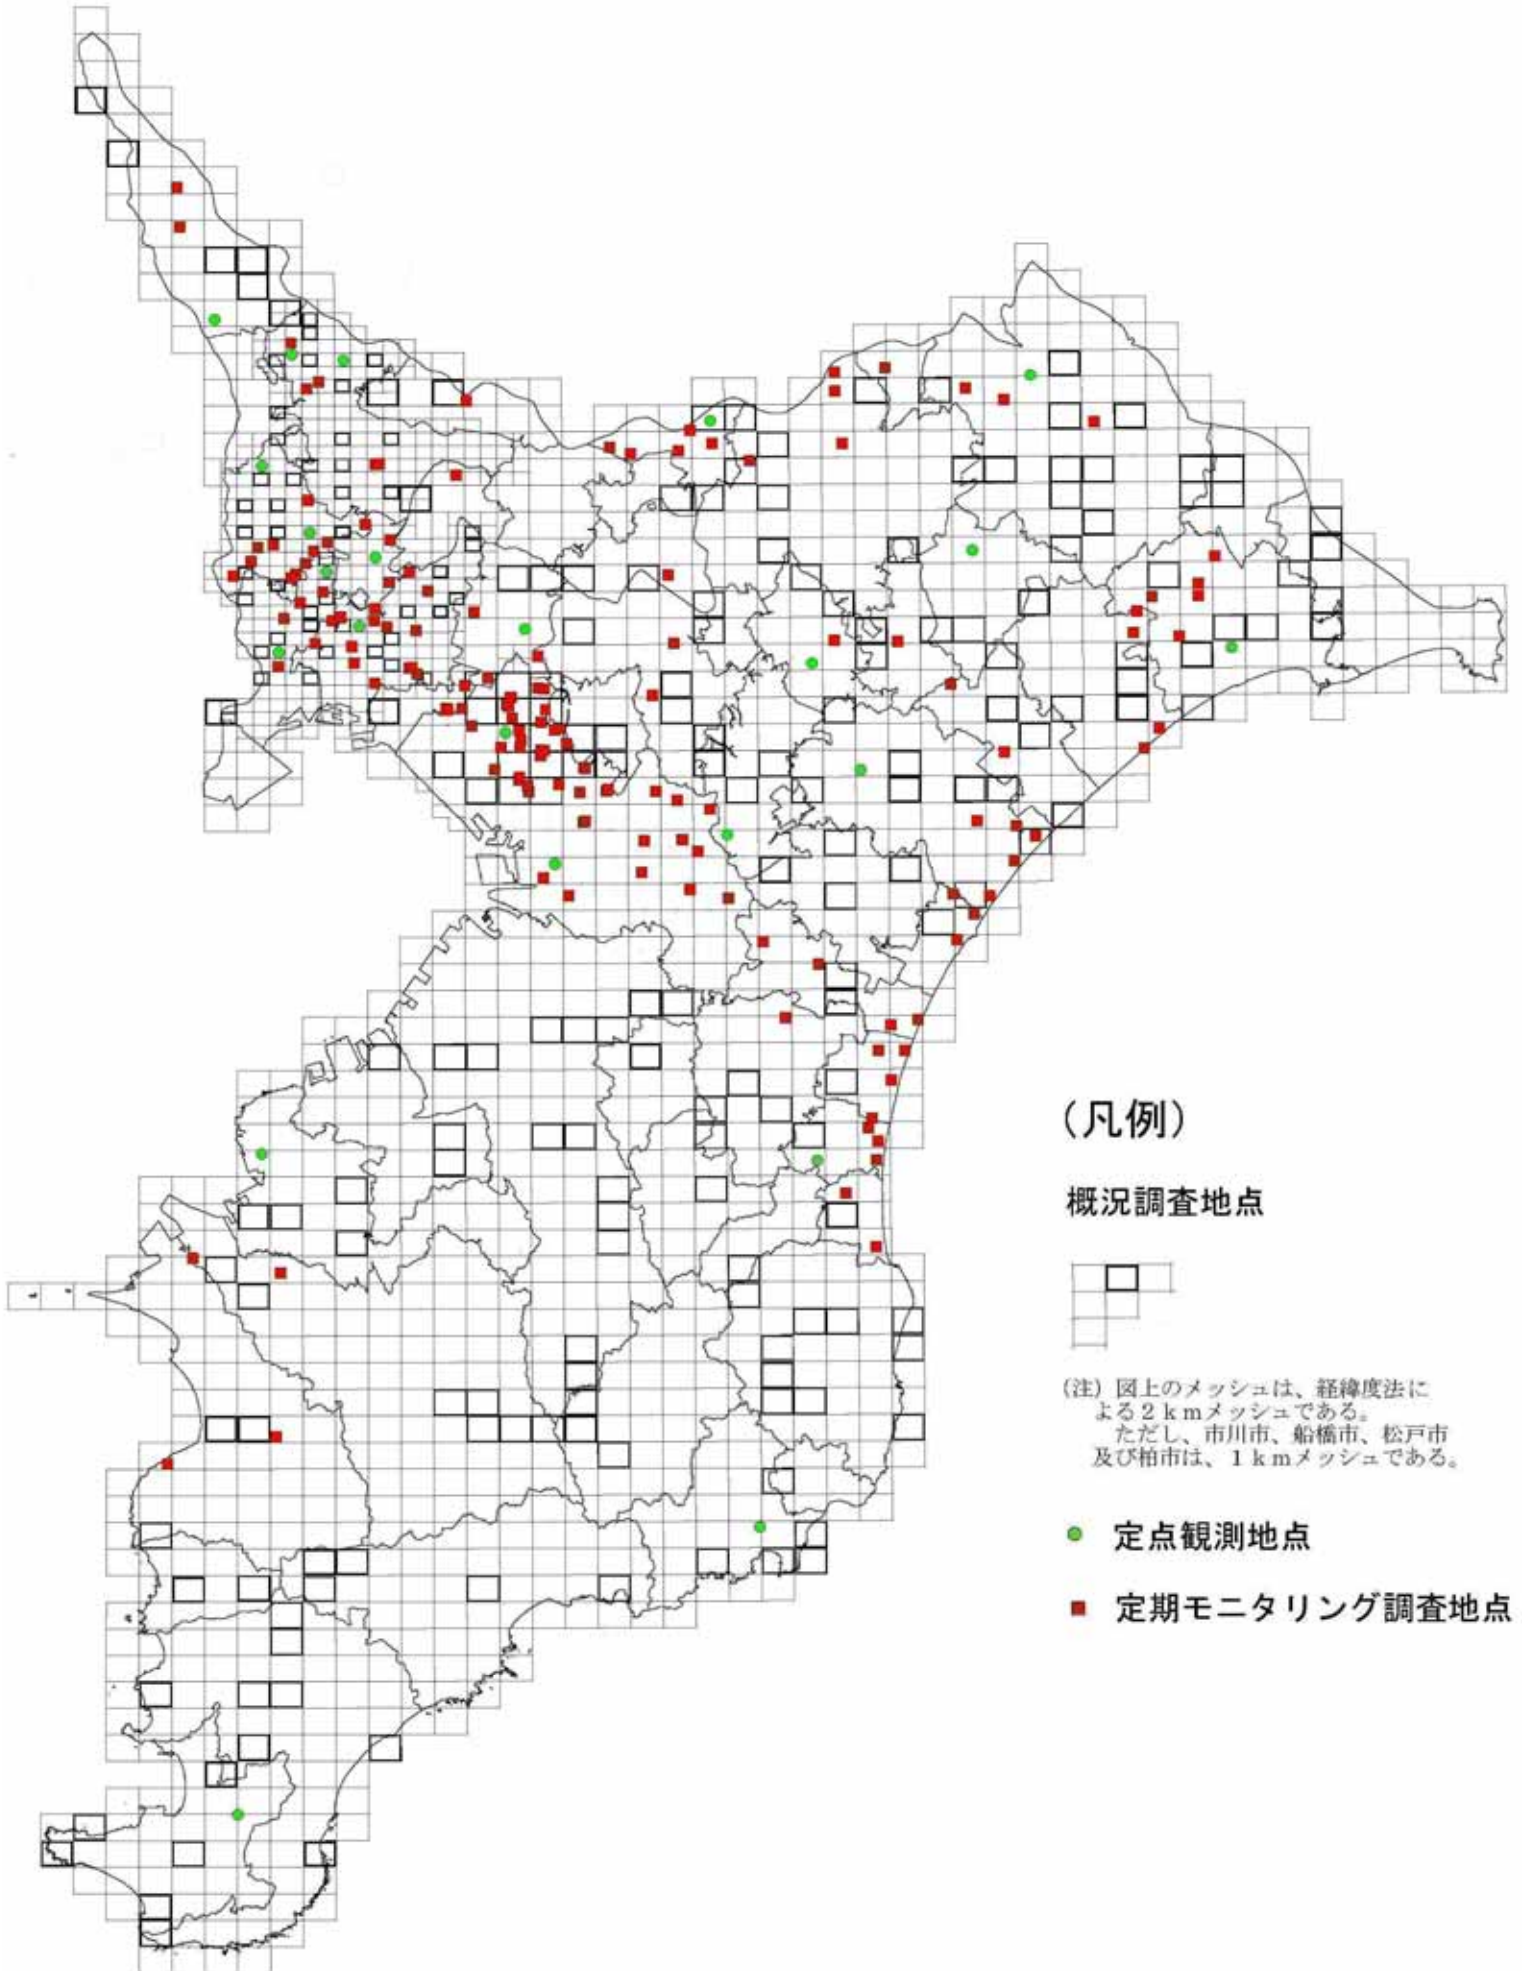 （凡例）
概況調査地点
(注) 図上のメッシュは、経緯度法に
よる２ｋｍメッシュである。
ただし、市川市、船橋市、松戸市
及び柏市は、１ｋｍメッシュである。
定点観測地点
定期モニタリング調査地点